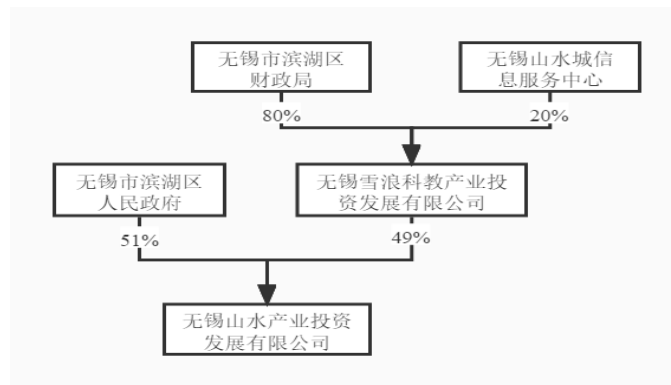 无锡市滨湖区
财政局
无锡山水城信
息服务中心
80%
20%
无锡市滨湖区
人民政府
无锡雪浪科教产业投
资发展有限公司
51%
49%
无锡山水产业投资
发展有限公司